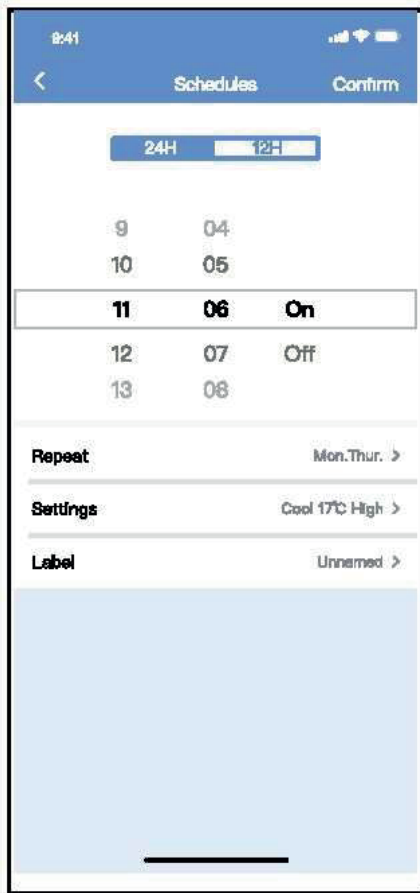 9:41
Schedules Confirm
24H 12H
9 04
10 05
11 06 On
12 07 Off
13 08
Repeat Mon.Thur. >
Settings Cool 17°C High >
Label Unnamed >